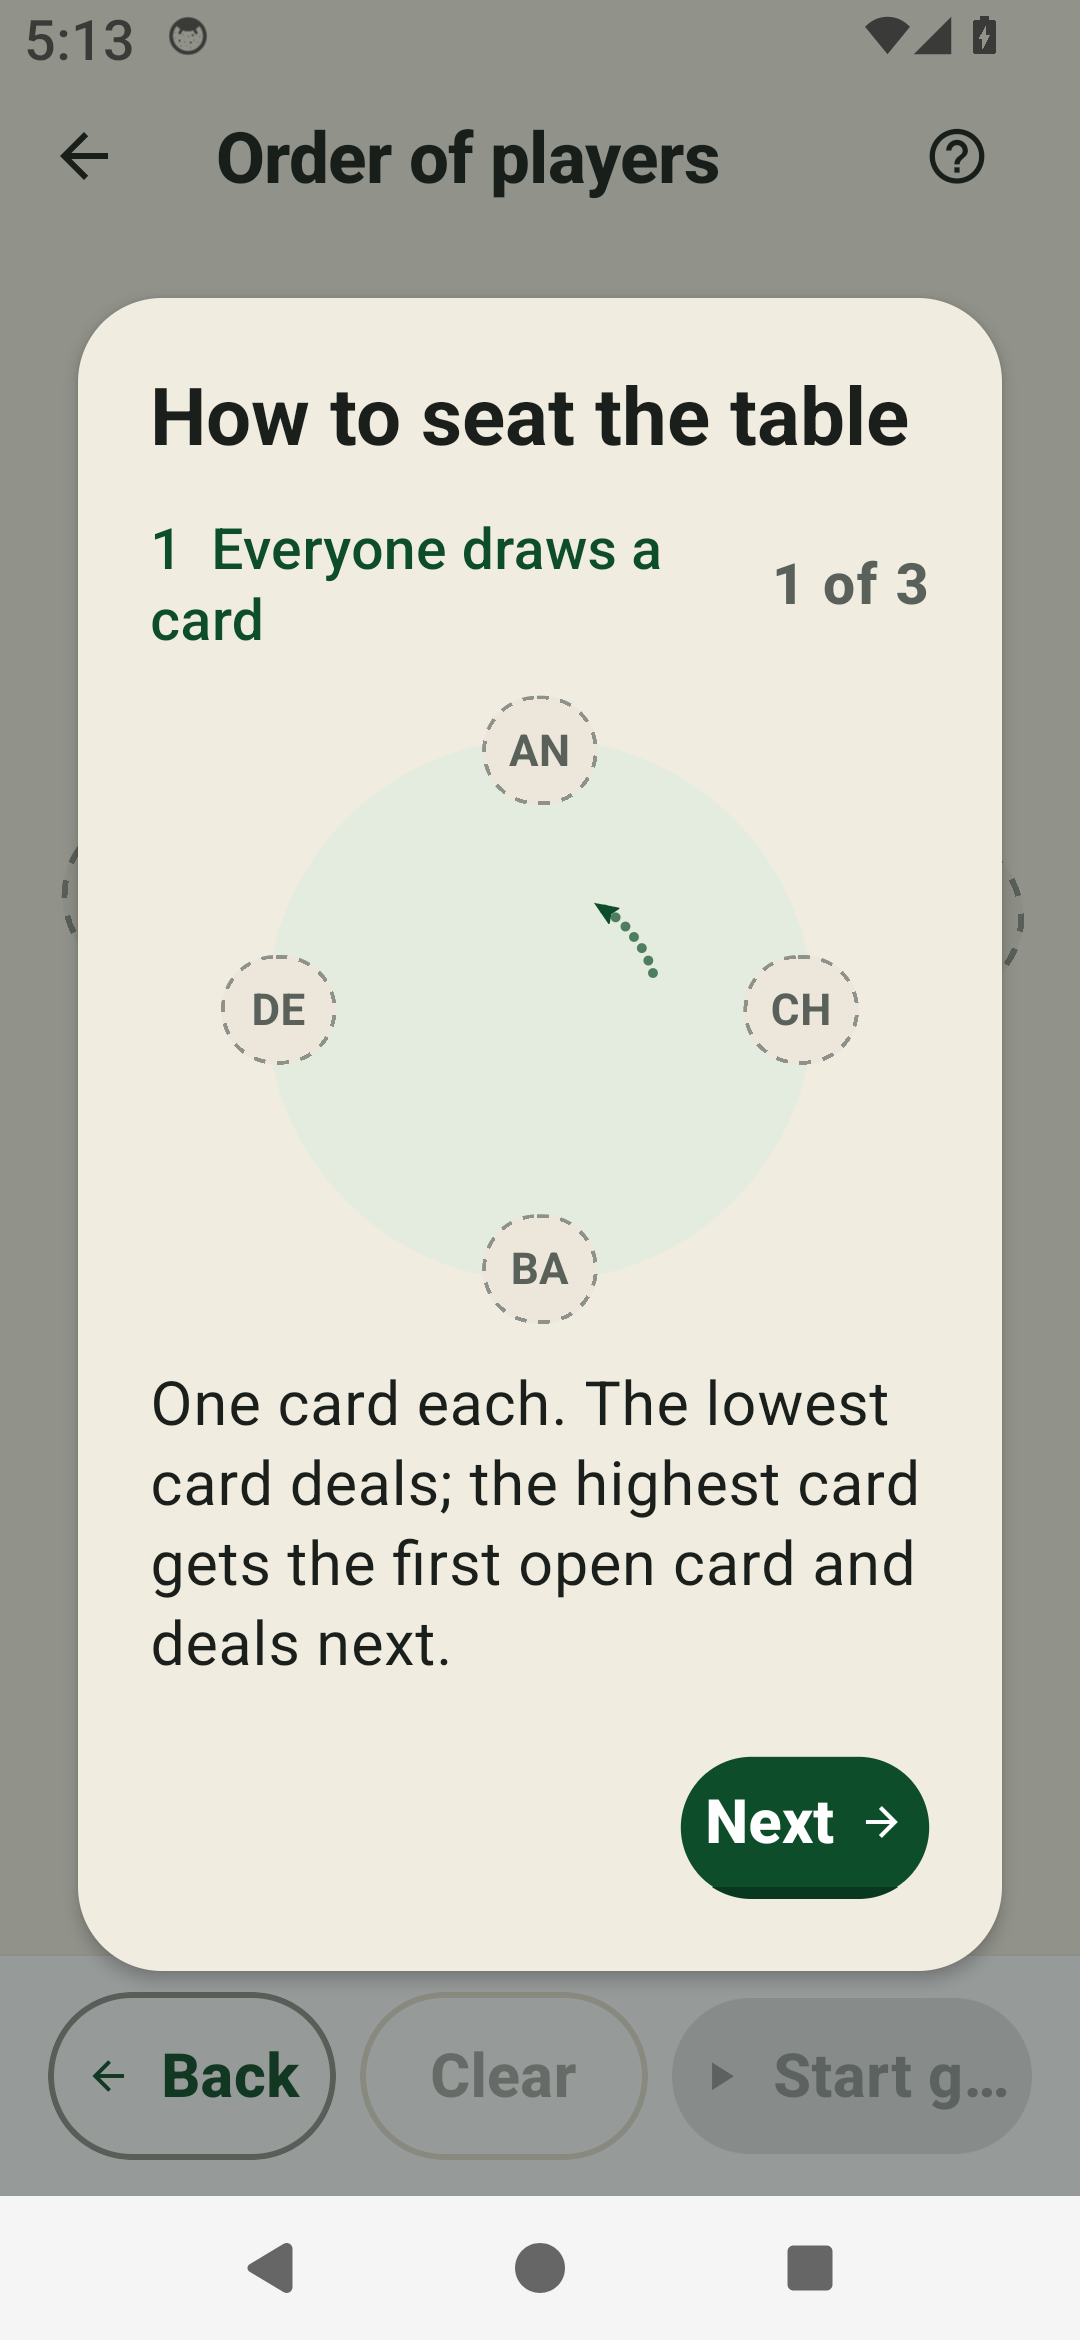 5:13
Order of players
How to seat the table
1 Everyone draws a
card
1 of 3
AN
DE
CH
BA
One card each. The lowest
card deals; the highest card
gets the first open card and
deals next.
Next
Back
Clear
Start g...